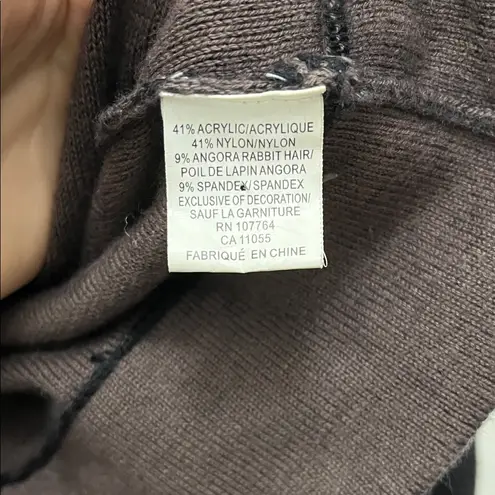 41% ACRYLIC/ACRYLIQUE
41% NYLON/NYLON
9% ANGORA RABBIT HAIR/
POIL DE LAPIN ANGORA
9% SPANDEX/SPANDEX
EXCLUSIVE OF DECORATION/
SAUF LA GARNITURE
RN 107764
CA 11055
FABRIQUÉ EN CHINE